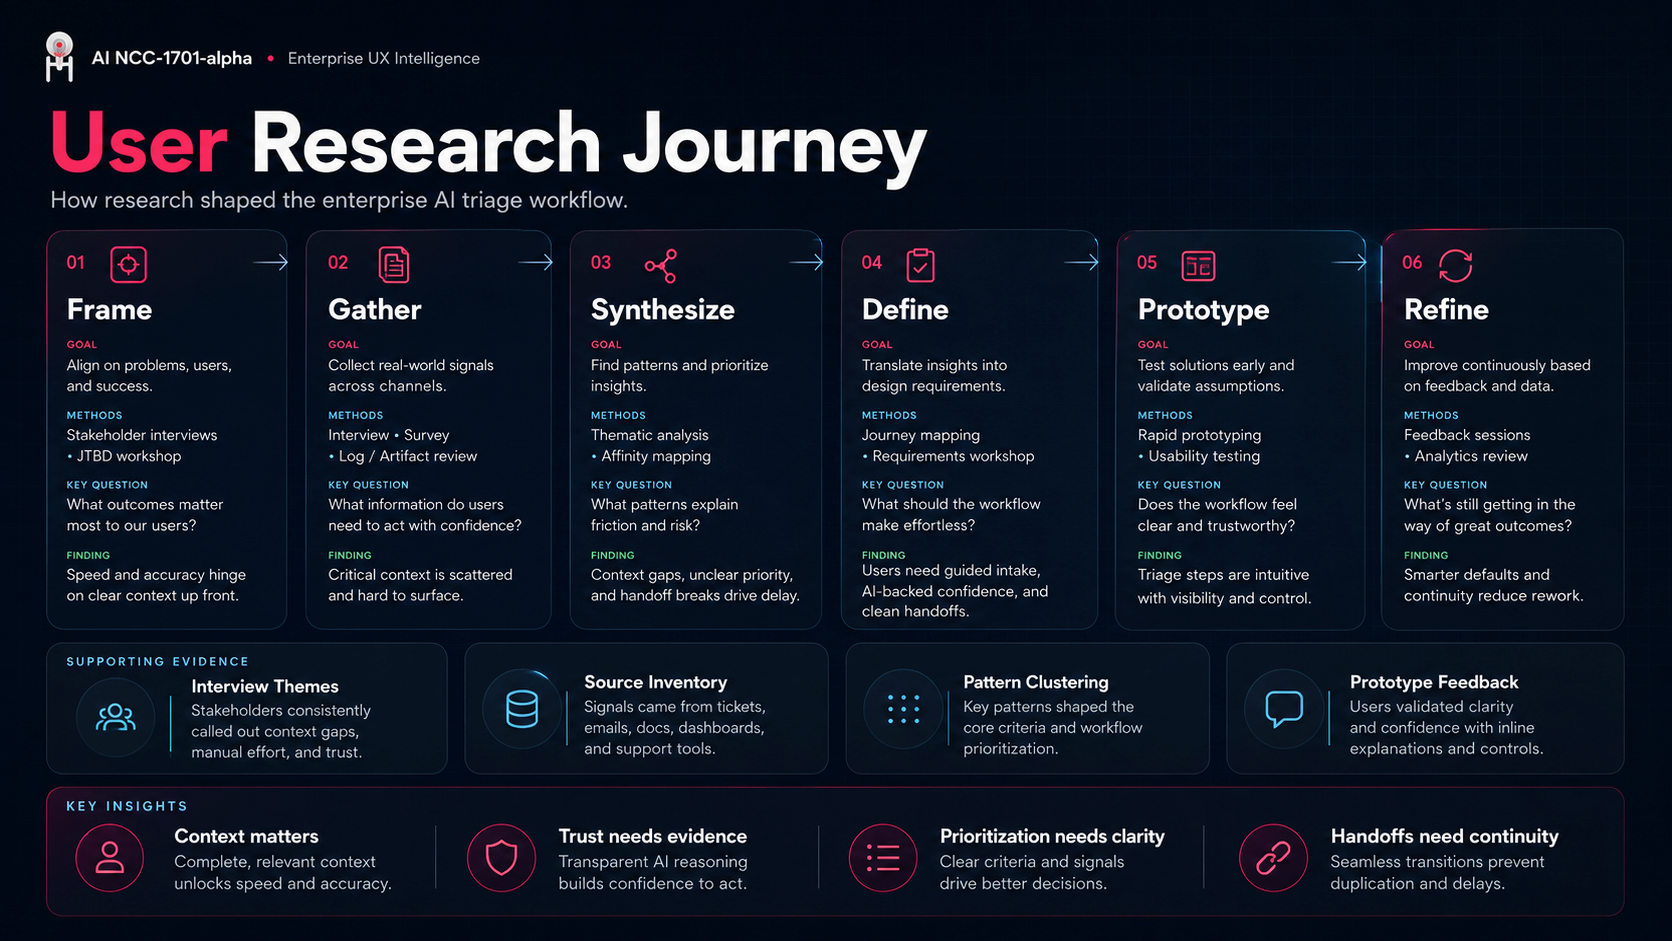 AI NCC-1701-alpha • Enterprise UX Intelligence
User Research Journey
How research shaped the enterprise AI triage workflow.
01
Frame
GOAL
Align on problems, users,
and success.
METHODS
Stakeholder interviews
• JTBD workshop
KEY QUESTION
What outcomes matter
most to our users?
FINDING
Speed and accuracy hinge
on clear context up front.
02
Gather
GOAL
Collect real-world signals
across channels.
METHODS
Interview • Survey
• Log / Artifact review
KEY QUESTION
What information do users
need to act with confidence?
FINDING
Critical context is scattered
and hard to surface.
03
Synthesize
GOAL
Find patterns and prioritize
insights.
METHODS
Thematic analysis
• Affinity mapping
KEY QUESTION
What patterns explain
friction and risk?
FINDING
Context gaps, unclear priority,
and handoff breaks drive delay.
04
Define
GOAL
Translate insights into
design requirements.
METHODS
Journey mapping
• Requirements workshop
KEY QUESTION
What should the workflow
make effortless?
FINDING
Users need guided intake,
AI-backed confidence, and
clean handoffs.
05
Prototype
GOAL
Test solutions early and
validate assumptions.
METHODS
Rapid prototyping
• Usability testing
KEY QUESTION
Does the workflow feel
clear and trustworthy?
FINDING
Triage steps are intuitive
with visibility and control.
06
Refine
GOAL
Improve continuously based
on feedback and data.
METHODS
Feedback sessions
• Analytics review
KEY QUESTION
What's still getting in the
way of great outcomes?
FINDING
Smarter defaults and
continuity reduce rework.
SUPPORTING EVIDENCE
Interview Themes
Stakeholders consistently
called out context gaps,
manual effort, and trust.
Source Inventory
Signals came from tickets,
emails, docs, dashboards,
and support tools.
Pattern Clustering
Key patterns shaped the
core criteria and workflow
prioritization.
Prototype Feedback
Users validated clarity
and confidence with inline
explanations and controls.
KEY INSIGHTS
Context matters
Complete, relevant context
unlocks speed and accuracy.
Trust needs evidence
Transparent AI reasoning
builds confidence to act.
Prioritization needs clarity
Clear criteria and signals
drive better decisions.
Handoffs need continuity
Seamless transitions prevent
duplication and delays.